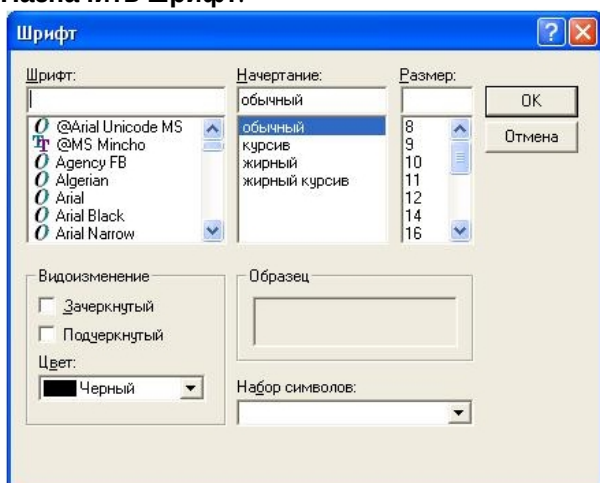 Назначить шрифт.
Шрифт
Шрифт:
Начертание:
Размер:
обычный
OK
Отмена
@Arial Unicode MS
@MS Mincho
Agency FB
Algerian
Arial
Arial Black
Arial Narrow
обычный
курсив
жирный
жирный курсив
8
9
10
11
12
14
16
Видоизменение
Зачеркнутый
Подчеркнутый
Цвет:
Черный
Образец
Набор символов: